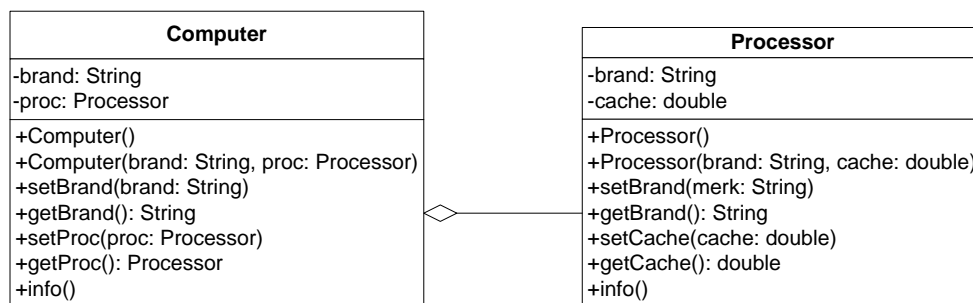 Computer
-brand: String
-proc: Processor
+Computer()
+Computer(brand: String, proc: Processor)
+setBrand(brand: String)
+getBrand(): String
+setProc(proc: Processor)
+getProc(): Processor
+info()
Processor
-brand: String
-cache: double
+Processor()
+Processor(brand: String, cache: double)
+setBrand(merk: String)
+getBrand(): String
+setCache(cache: double)
+getCache(): double
+info()